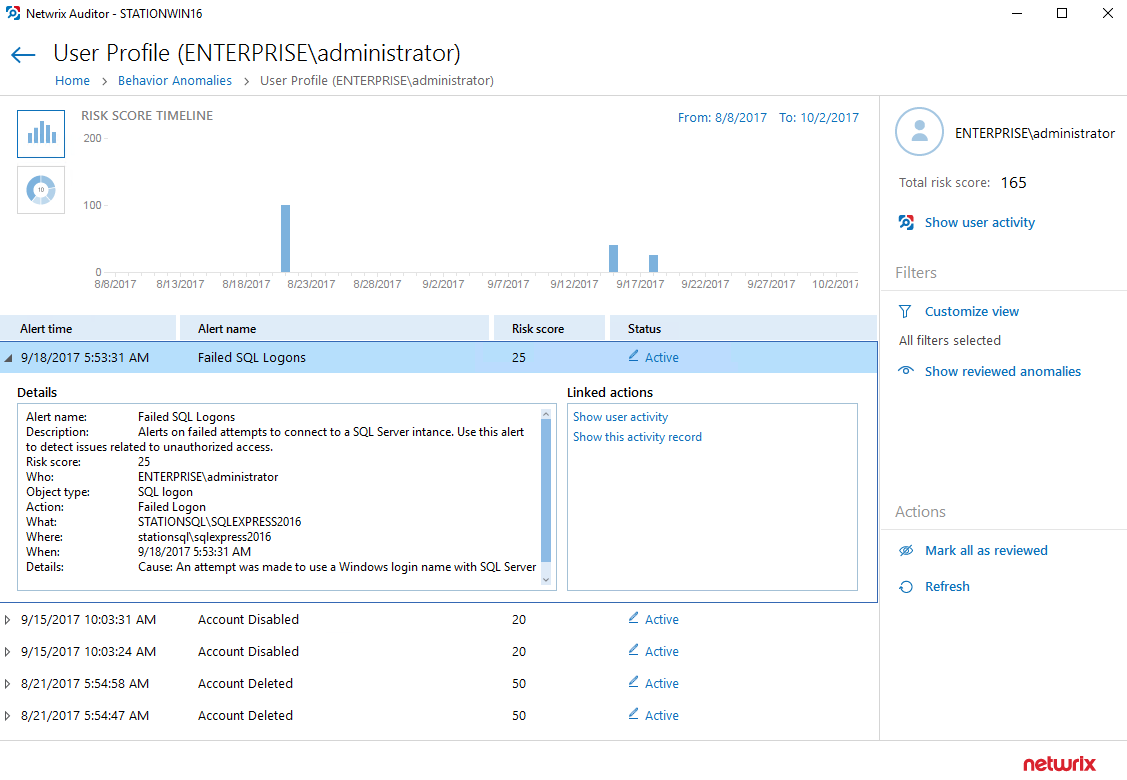 Netwrix Auditor - STATIONWIN16
User Profile (ENTERPRISE\administrator)
Home > Behavior Anomalies > User Profile (ENTERPRISE\administrator)
RISK SCORE TIMELINE
From: 8/8/2017 To: 10/2/2017
200
100
0
8/8/2017 8/13/2017 8/18/2017 8/23/2017 8/28/2017 9/2/2017 9/7/2017 9/12/2017 9/17/2017 9/22/2017 9/27/2017 10/2/2017
10
Alert time Alert name Risk score Status
9/18/2017 5:53:31 AM Failed SQL Logons 25 Active
Details
Alert name: Failed SQL Logons
Description: Alerts on failed attempts to connect to a SQL Server intance. Use this alert
to detect issues related to unauthorized access.
Risk score: 25
Who: ENTERPRISE\administrator
Object type: SQL logon
Action: Failed Logon
What: STATIONSQL\SQLEXPRESS2016
Where: stationsql\sqlexpress2016
When: 9/18/2017 5:53:31 AM
Details: Cause: An attempt was made to use a Windows login name with SQL Server
Linked actions
Show user activity
Show this activity record
9/15/2017 10:03:31 AM Account Disabled 20 Active
9/15/2017 10:03:24 AM Account Disabled 20 Active
8/21/2017 5:54:58 AM Account Deleted 50 Active
8/21/2017 5:54:47 AM Account Deleted 50 Active
ENTERPRISE\administrator
Total risk score: 165
Show user activity
Filters
Customize view
All filters selected
Show reviewed anomalies
Actions
Mark all as reviewed
Refresh
netwrix